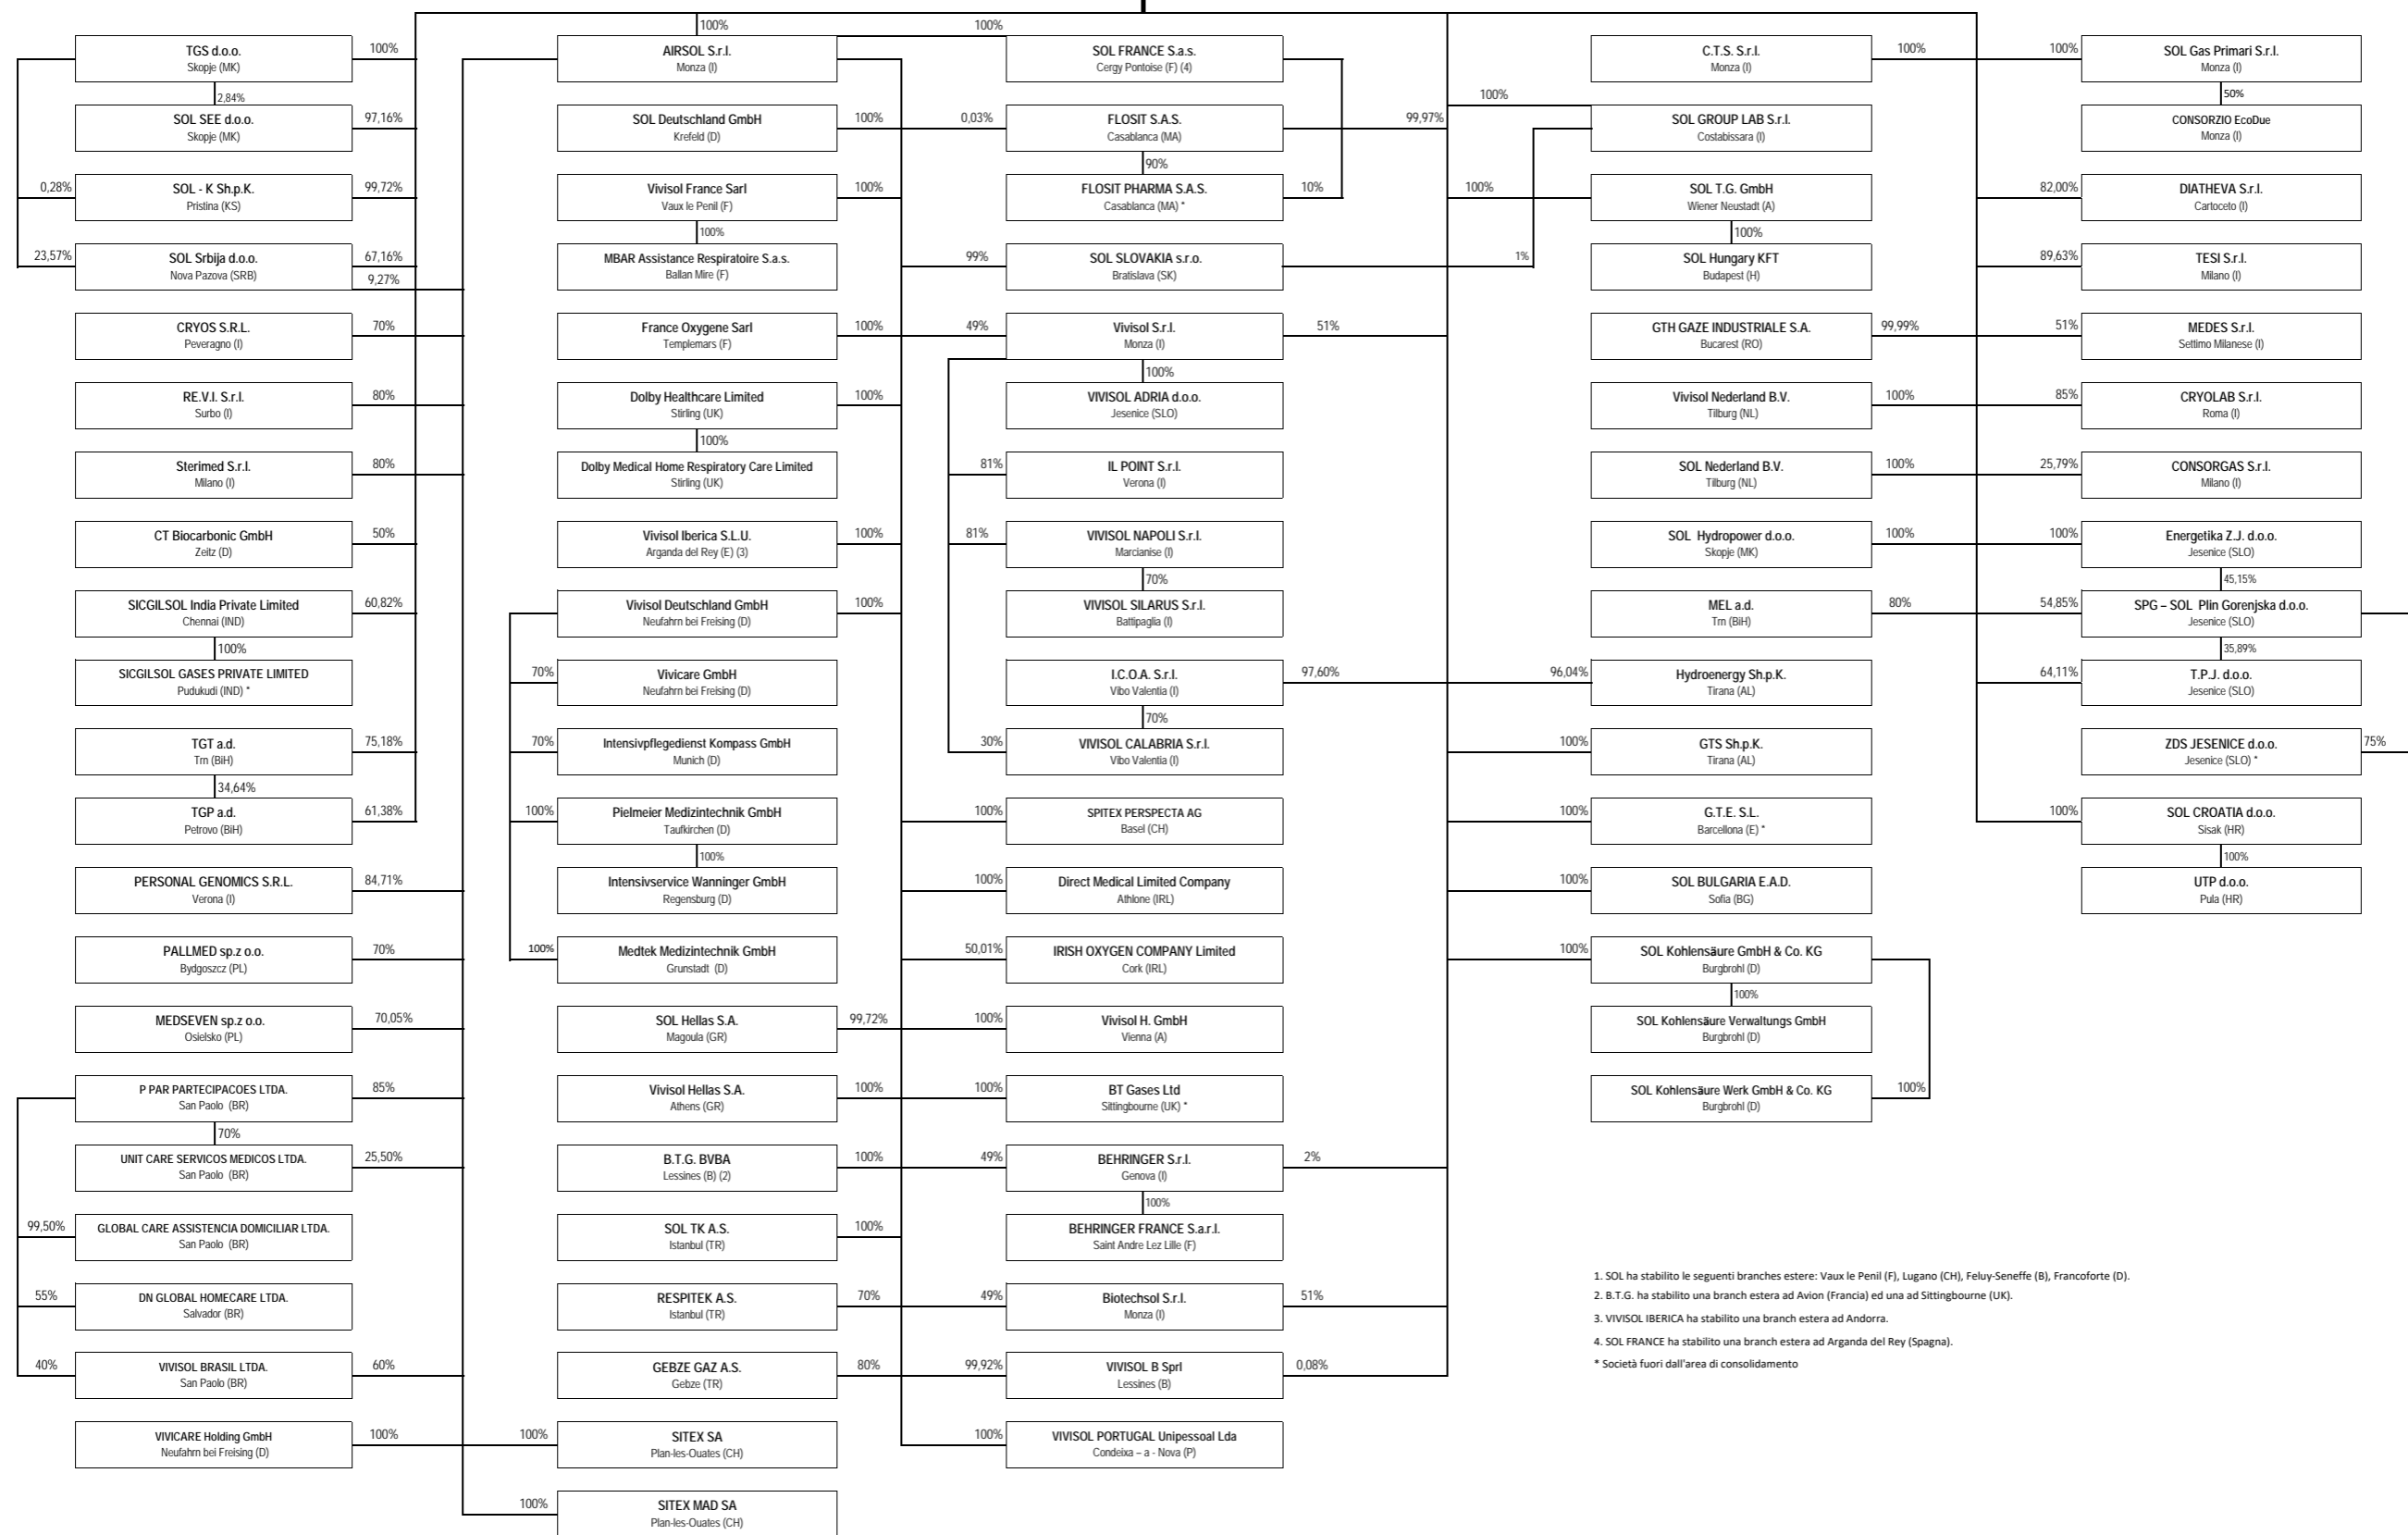 100%
100%
TGS d.o.o.
Skopje (MK)
100%
2,84%
SOL SEE d.o.o.
Skopje (MK)
97,16%
0,28%
SOL - K Sh.p.K.
Pristina (KS)
99,72%
23,57%
SOL Srbija d.o.o.
Nova Pazova (SRB)
67,16%
9,27%
CRYOS S.R.L.
Peveragno (I)
70%
RE.V.I. S.r.l.
Surbo (I)
80%
Sterimed S.r.l.
Milano (I)
80%
CT Biocarbonic GmbH
Zeitz (D)
50%
SICGILSOL India Private Limited
Chennai (IND)
60,82%
100%
SICGILSOL GASES PRIVATE LIMITED
Pudukudi (IND) *
TGT a.d.
Trn (BiH)
75,18%
34,64%
TGP a.d.
Petrovo (BiH)
61,38%
PERSONAL GENOMICS S.R.L.
Verona (I)
84,71%
PALLMED sp.z o.o.
Bydgoszcz (PL)
70%
MEDSEVEN sp.z o.o.
Osielsko (PL)
70,05%
P PAR PARTECIPACOES LTDA.
San Paolo (BR)
85%
70%
UNIT CARE SERVICOS MEDICOS LTDA.
San Paolo (BR)
25,50%
99,50%
GLOBAL CARE ASSISTENCIA DOMICILIAR LTDA.
San Paolo (BR)
55%
DN GLOBAL HOMECARE LTDA.
Salvador (BR)
40%
VIVISOL BRASIL LTDA.
San Paolo (BR)
60%
VIVICARE Holding GmbH
Neufahrn bei Freising (D)
100%
AIRSOL S.r.l.
Monza (I)
SOL Deutschland GmbH
Krefeld (D)
100%
Vivisol France Sarl
Vaux le Penil (F)
100%
100%
MBAR Assistance Respiratoire S.a.s.
Ballan Mire (F)
France Oxygene Sarl
Templemars (F)
100%
Dolby Healthcare Limited
Stirling (UK)
100%
100%
Dolby Medical Home Respiratory Care Limited
Stirling (UK)
Vivisol Iberica S.L.U.
Arganda del Rey (E) (3)
100%
Vivisol Deutschland GmbH
Neufahrn bei Freising (D)
100%
70%
Vivicare GmbH
Neufahrn bei Freising (D)
70%
Intensivpflegedienst Kompass GmbH
Munich (D)
100%
Pielmeier Medizintechnik GmbH
Taufkirchen (D)
100%
Intensivservice Wanninger GmbH
Regensburg (D)
100%
Medtek Medizintechnik GmbH
Grunstadt (D)
SOL Hellas S.A.
Magoula (GR)
99,72%
Vivisol Hellas S.A.
Athens (GR)
100%
B.T.G. BVBA
Lessines (B) (2)
100%
SOL TK A.S.
Istanbul (TR)
100%
RESPITEK A.S.
Istanbul (TR)
70%
GEBZE GAZ A.S.
Gebze (TR)
80%
100%
SITEX SA
Plan-les-Ouates (CH)
100%
SITEX MAD SA
Plan-les-Ouates (CH)
SOL FRANCE S.a.s.
Cergy Pontoise (F) (4)
0,03%
FLOSIT S.A.S.
Casablanca (MA)
99,97%
90%
FLOSIT PHARMA S.A.S.
Casablanca (MA) *
10%
99%
SOL SLOVAKIA s.r.o.
Bratislava (SK)
1%
49%
Vivisol S.r.l.
Monza (I)
51%
100%
VIVISOL ADRIA d.o.o.
Jesenice (SLO)
81%
IL POINT S.r.l.
Verona (I)
81%
VIVISOL NAPOLI S.r.l.
Marcianise (I)
70%
VIVISOL SILARUS S.r.l.
Battipaglia (I)
I.C.O.A. S.r.l.
Vibo Valentia (I)
97,60%
70%
30%
VIVISOL CALABRIA S.r.l.
Vibo Valentia (I)
100%
SPITEX PERSPECTA AG
Basel (CH)
100%
Direct Medical Limited Company
Athlone (IRL)
50,01%
IRISH OXYGEN COMPANY Limited
Cork (IRL)
100%
Vivisol H. GmbH
Vienna (A)
100%
BT Gases Ltd
Sittingbourne (UK) *
49%
BEHRINGER S.r.l.
Genova (I)
2%
100%
BEHRINGER FRANCE S.a.r.l.
Saint Andre Lez Lille (F)
49%
Biotechsol S.r.l.
Monza (I)
51%
99,92%
VIVISOL B Sprl
Lessines (B)
0,08%
100%
VIVISOL PORTUGAL Unipessoal Lda
Condeixa – a - Nova (P)
C.T.S. S.r.l.
Monza (I)
100%
100%
SOL GROUP LAB S.r.l.
Costabissara (I)
100%
SOL T.G. GmbH
Wiener Neustadt (A)
100%
SOL Hungary KFT
Budapest (H)
GTH GAZE INDUSTRIALE S.A.
Bucarest (RO)
99,99%
Vivisol Nederland B.V.
Tilburg (NL)
100%
SOL Nederland B.V.
Tilburg (NL)
100%
SOL Hydropower d.o.o.
Skopje (MK)
100%
MEL a.d.
Trn (BiH)
80%
96,04%
Hydroenergy Sh.p.K.
Tirana (AL)
100%
GTS Sh.p.K.
Tirana (AL)
100%
G.T.E. S.L.
Barcellona (E) *
100%
SOL BULGARIA E.A.D.
Sofia (BG)
100%
SOL Kohlensäure GmbH & Co. KG
Burgbrohl (D)
100%
SOL Kohlensäure Verwaltungs GmbH
Burgbrohl (D)
SOL Kohlensäure Werk GmbH & Co. KG
Burgbrohl (D)
100%
100%
SOL Gas Primari S.r.l.
Monza (I)
50%
CONSORZIO EcoDue
Monza (I)
82,00%
DIATHEVA S.r.l.
Cartoceto (I)
89,63%
TESI S.r.l.
Milano (I)
51%
MEDES S.r.l.
Settimo Milanese (I)
85%
CRYOLAB S.r.l.
Roma (I)
25,79%
CONSORGAS S.r.l.
Milano (I)
100%
Energetika Z.J. d.o.o.
Jesenice (SLO)
45,15%
54,85%
SPG – SOL Plin Gorenjska d.o.o.
Jesenice (SLO)
35,89%
64,11%
T.P.J. d.o.o.
Jesenice (SLO)
ZDS JESENICE d.o.o.
Jesenice (SLO) *
75%
100%
SOL CROATIA d.o.o.
Sisak (HR)
100%
UTP d.o.o.
Pula (HR)
1. SOL ha stabilito le seguenti branches estere: Vaux le Penil (F), Lugano (CH), Feluy-Seneffe (B), Francoforte (D).
2. B.T.G. ha stabilito una branch estera ad Avion (Francia) ed una ad Sittingbourne (UK).
3. VIVISOL IBERICA ha stabilito una branch estera ad Andorra.
4. SOL FRANCE ha stabilito una branch estera ad Arganda del Rey (Spagna).
* Società fuori dall'area di consolidamento